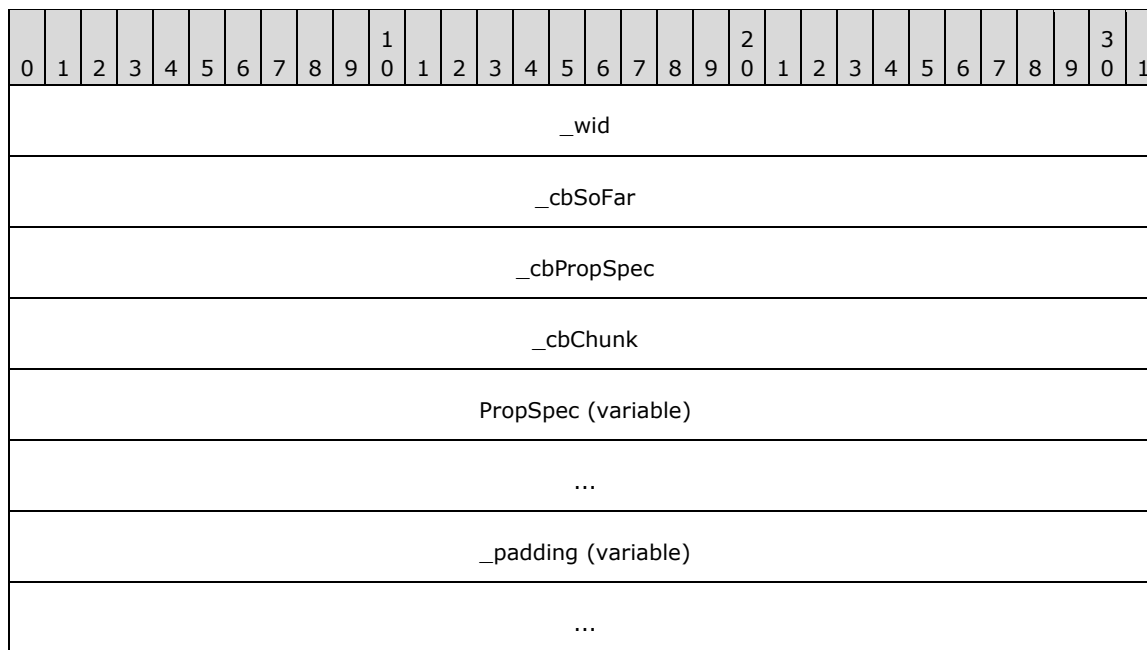 1 2 3
0 1 2 3 4 5 6 7 8 9 0 1 2 3 4 5 6 7 8 9 0 1 2 3 4 5 6 7 8 9 0 1
_wid
_cbSoFar
_cbPropSpec
_cbChunk
PropSpec (variable)
...
_padding (variable)
...